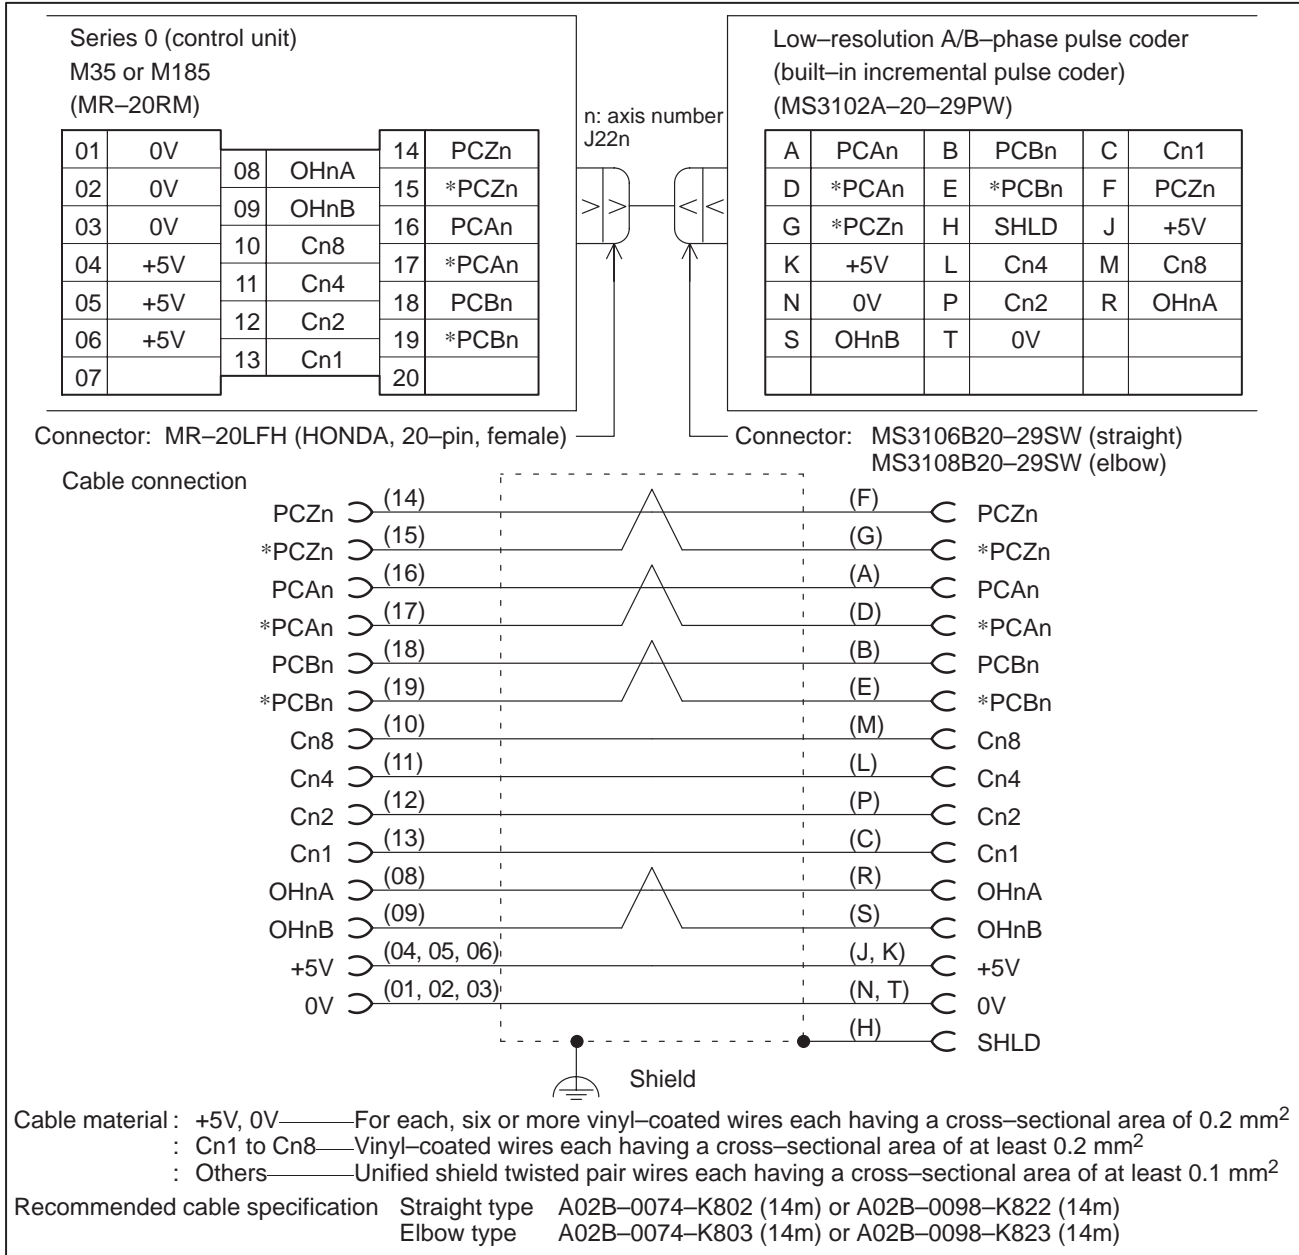 Series 0 (control unit)
M35 or M185
(MR–20RM)
01 0V
02 0V
03 0V
04 +5V
05 +5V
06 +5V
07
08 OHnA
09 OHnB
10 Cn8
11 Cn4
12 Cn2
13 Cn1
14 PCZn
15 *PCZn
16 PCAn
17 *PCAn
18 PCBn
19 *PCBn
20
n: axis number
J22n
Low–resolution A/B–phase pulse coder
(built–in incremental pulse coder)
(MS3102A–20–29PW)
A PCAn B PCBn C Cn1
D *PCAn E *PCBn F PCZn
G *PCZn H SHLD J +5V
K +5V L Cn4 M Cn8
N 0V P Cn2 R OHnA
S OHnB T 0V
Connector: MR–20LFH (HONDA, 20–pin, female)
Connector: MS3106B20–29SW (straight)
MS3108B20–29SW (elbow)
Cable connection
PCZn (14) (F) PCZn
*PCZn (15) (G) *PCZn
PCAn (16) (A) PCAn
*PCAn (17) (D) *PCAn
PCBn (18) (B) PCBn
*PCBn (19) (E) *PCBn
Cn8 (10) (M) Cn8
Cn4 (11) (L) Cn4
Cn2 (12) (P) Cn2
Cn1 (13) (C) Cn1
OHnA (08) (R) OHnA
OHnB (09) (S) OHnB
+5V (04, 05, 06) (J, K) +5V
0V (01, 02, 03) (N, T) 0V
(H) SHLD
Shield
Cable material : +5V, 0V For each, six or more vinyl–coated wires each having a cross–sectional area of 0.2 mm2
: Cn1 to Cn8 Vinyl–coated wires each having a cross–sectional area of at least 0.2 mm2
: Others Unified shield twisted pair wires each having a cross–sectional area of at least 0.1 mm2
Recommended cable specification Straight type A02B–0074–K802 (14m) or A02B–0098–K822 (14m)
Elbow type A02B–0074–K803 (14m) or A02B–0098–K823 (14m)